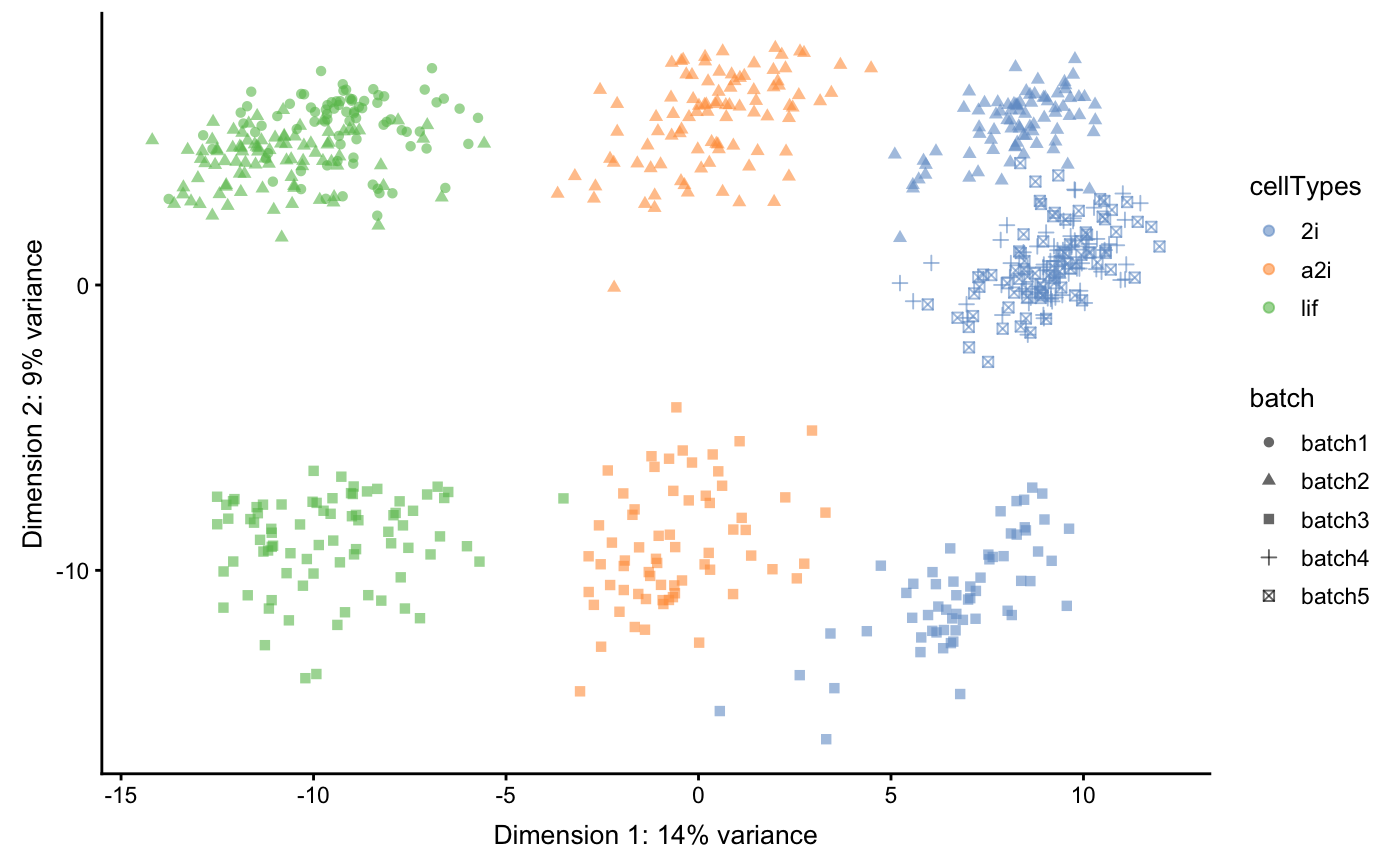 0
-10
Dimension 2: 9% variance
-15
-10
-5
0
5
10
Dimension 1: 14% variance
cellTypes
2i
a2i
lif
batch
batch1
batch2
batch3
batch4
batch5